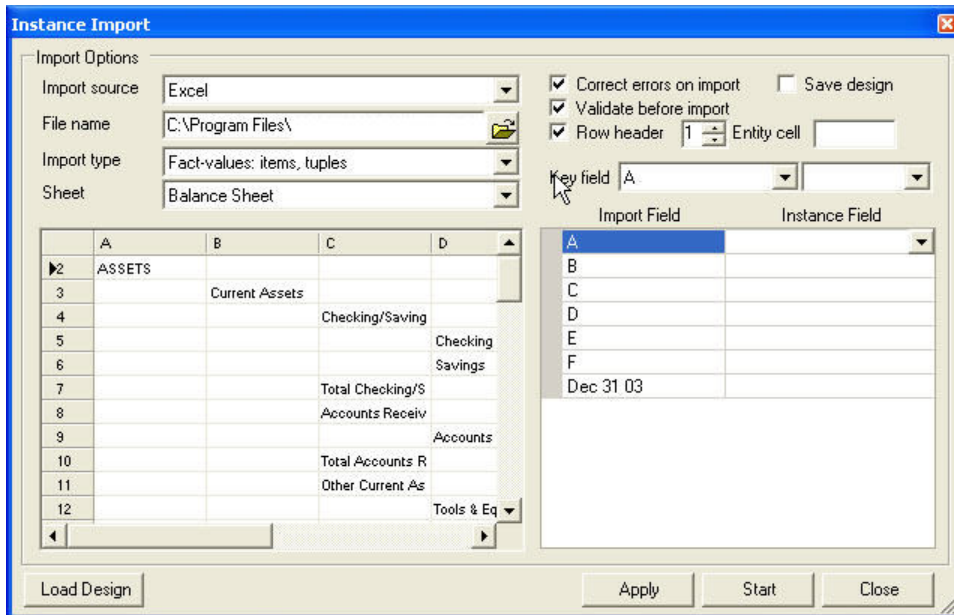 Instance Import
Import Options
Import source Excel
File name C:\Program Files\
Import type Fact-values: items, tuples
Sheet Balance Sheet
Correct errors on import Save design
Validate before import
Row header 1 Entity cell
Key field A
Import Field Instance Field
A
B
C
D
E
F
Dec 31 03
A B C D
2 ASSETS
3 Current Assets
4 Checking/Saving
5 Checking
6 Savings
7 Total Checking/S
8 Accounts Receiv
9 Accounts
10 Total Accounts R
11 Other Current As
12 Tools & Eq
Load Design Apply Start Close